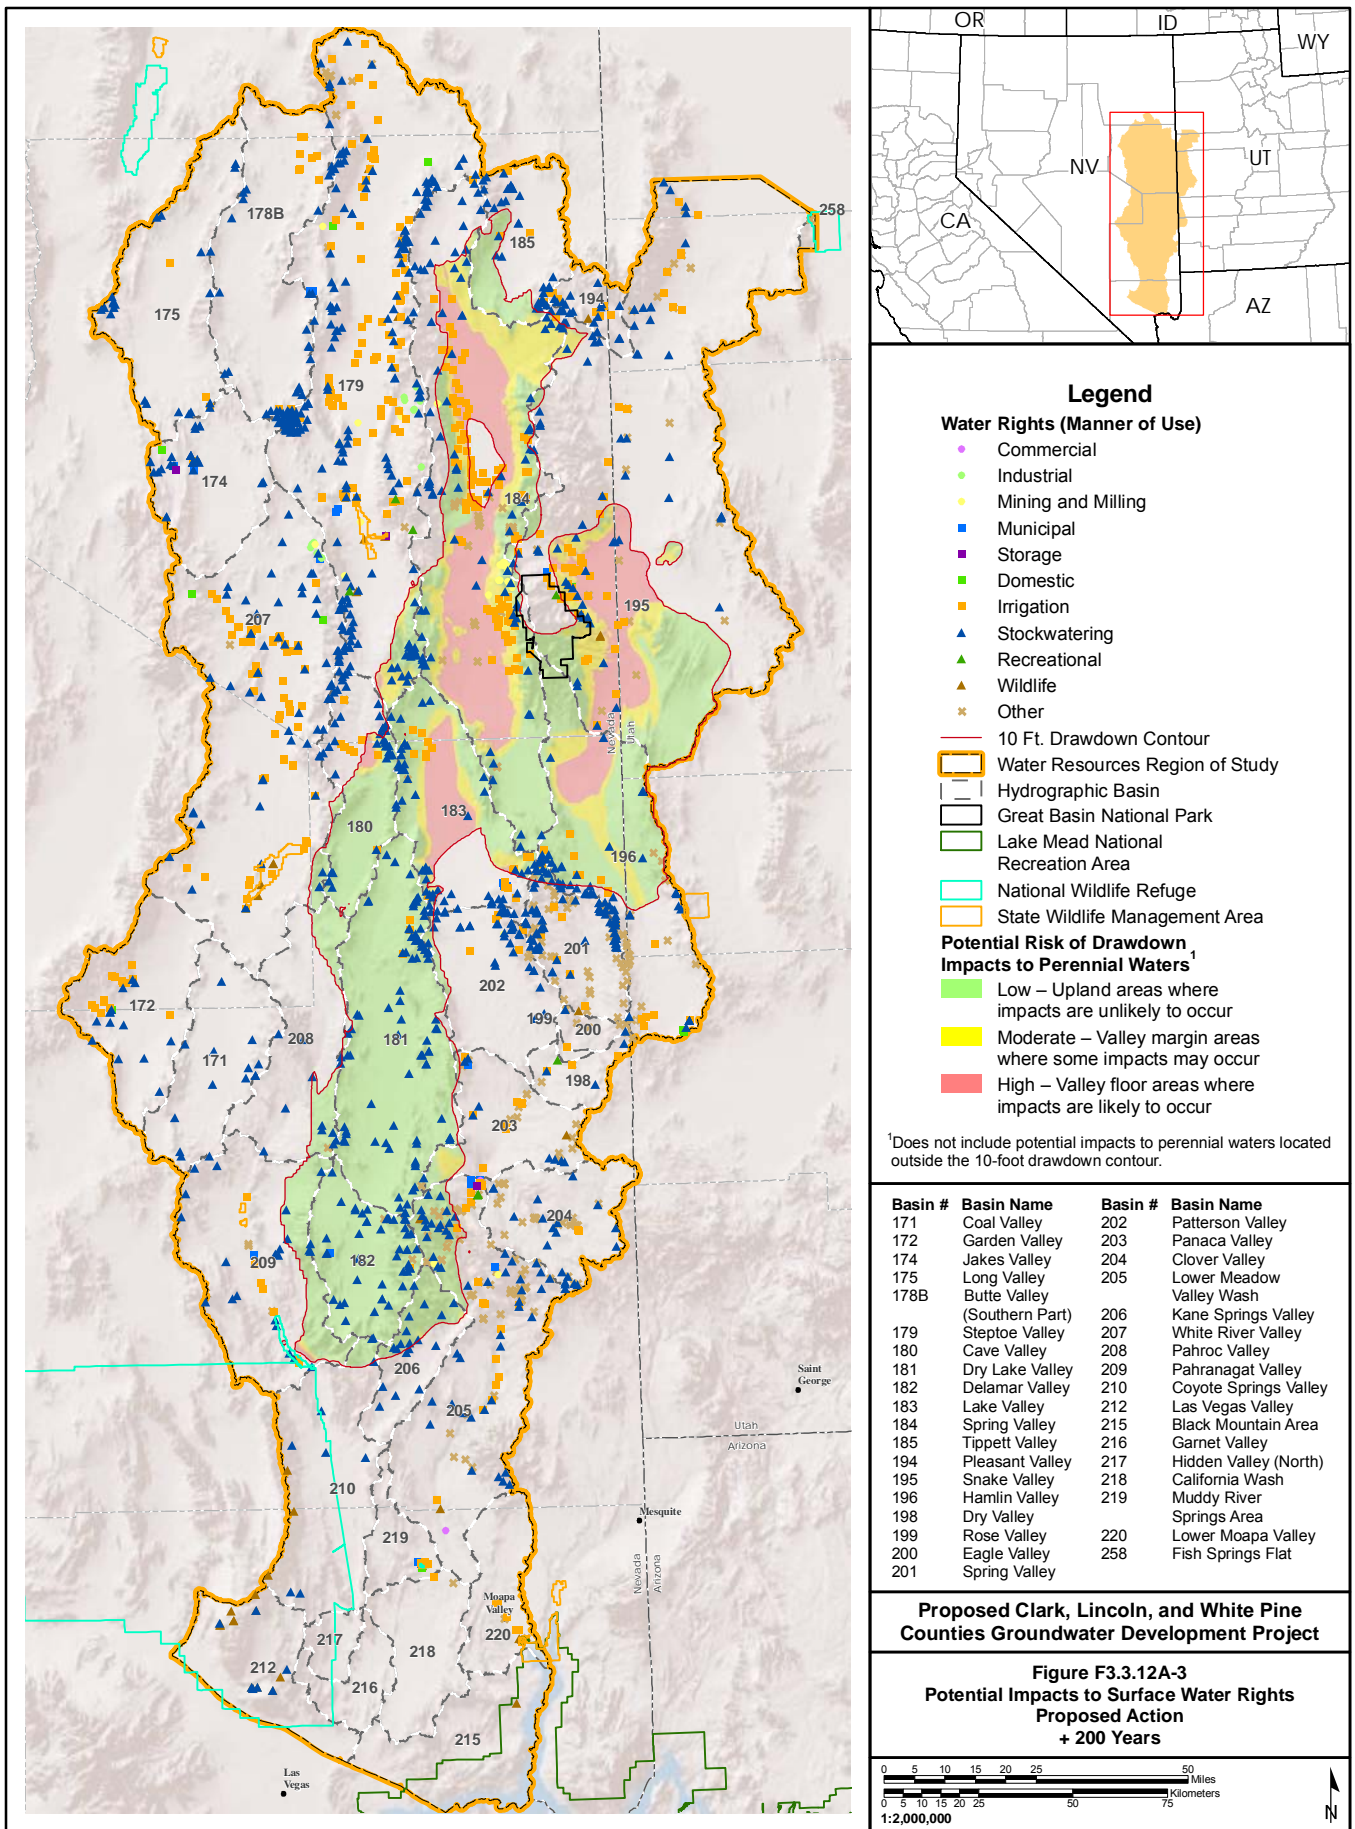 OR
ID
WY
NV
UT
CA
AZ
258
178B
185
194
175
179
174
184
207
195
Nevada
Utah
183
180
196
201
202
172
199
200
208
181
171
198
203
204
209
182
206
Saint
George
205
Utah
Arizona
210
Mesquite
219
Nevada
Arizona
Moapa
Valley
217
220
218
212
216
215
Las
Vegas
Legend
Water Rights (Manner of Use)
Commercial
Industrial
Mining and Milling
Municipal
Storage
Domestic
Irrigation
Stockwatering
Recreational
Wildlife
Other
10 Ft. Drawdown Contour
Water Resources Region of Study
Hydrographic Basin
Great Basin National Park
Lake Mead National
Recreation Area
National Wildlife Refuge
State Wildlife Management Area
Potential Risk of Drawdown
Impacts to Perennial Waters1
Low – Upland areas where
impacts are unlikely to occur
Moderate – Valley margin areas
where some impacts may occur
High – Valley floor areas where
impacts are likely to occur
1Does not include potential impacts to perennial waters located
outside the 10-foot drawdown contour.
Basin # Basin Name Basin # Basin Name
171 Coal Valley 202 Patterson Valley
172 Garden Valley 203 Panaca Valley
174 Jakes Valley 204 Clover Valley
175 Long Valley 205 Lower Meadow
178B Butte Valley Valley Wash
(Southern Part) 206 Kane Springs Valley
179 Steptoe Valley 207 White River Valley
180 Cave Valley 208 Pahroc Valley
181 Dry Lake Valley 209 Pahranagat Valley
182 Delamar Valley 210 Coyote Springs Valley
183 Lake Valley 212 Las Vegas Valley
184 Spring Valley 215 Black Mountain Area
185 Tippett Valley 216 Garnet Valley
194 Pleasant Valley 217 Hidden Valley (North)
195 Snake Valley 218 California Wash
196 Hamlin Valley 219 Muddy River
198 Dry Valley Springs Area
199 Rose Valley 220 Lower Moapa Valley
200 Eagle Valley 258 Fish Springs Flat
201 Spring Valley
Proposed Clark, Lincoln, and White Pine
Counties Groundwater Development Project
Figure F3.3.12A-3
Potential Impacts to Surface Water Rights
Proposed Action
+ 200 Years
0 5 10 15 20 25 50
Miles
Kilometers
0 5 10 15 20 25 50 75
1:2,000,000
N